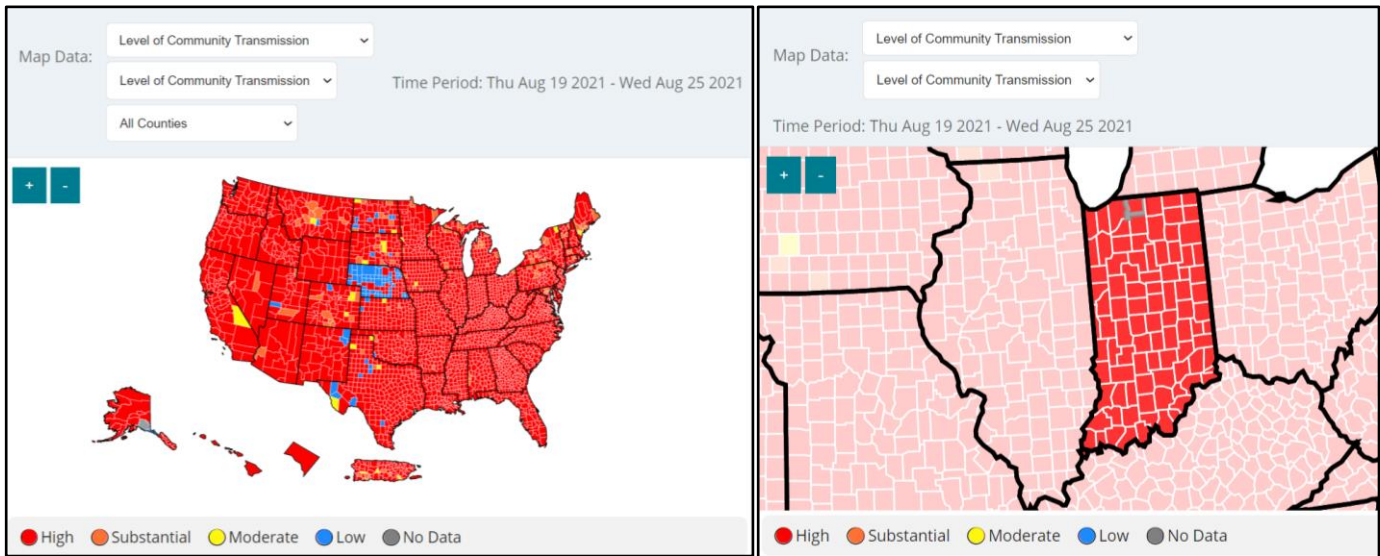 Map Data:
Level of Community Transmission
Level of Community Transmission
Time Period: Thu Aug 19 2021 - Wed Aug 25 2021
All Counties
+ -
High Substantial Moderate Low No Data
Map Data:
Level of Community Transmission
Level of Community Transmission
Time Period: Thu Aug 19 2021 - Wed Aug 25 2021
+ -
High Substantial Moderate Low No Data